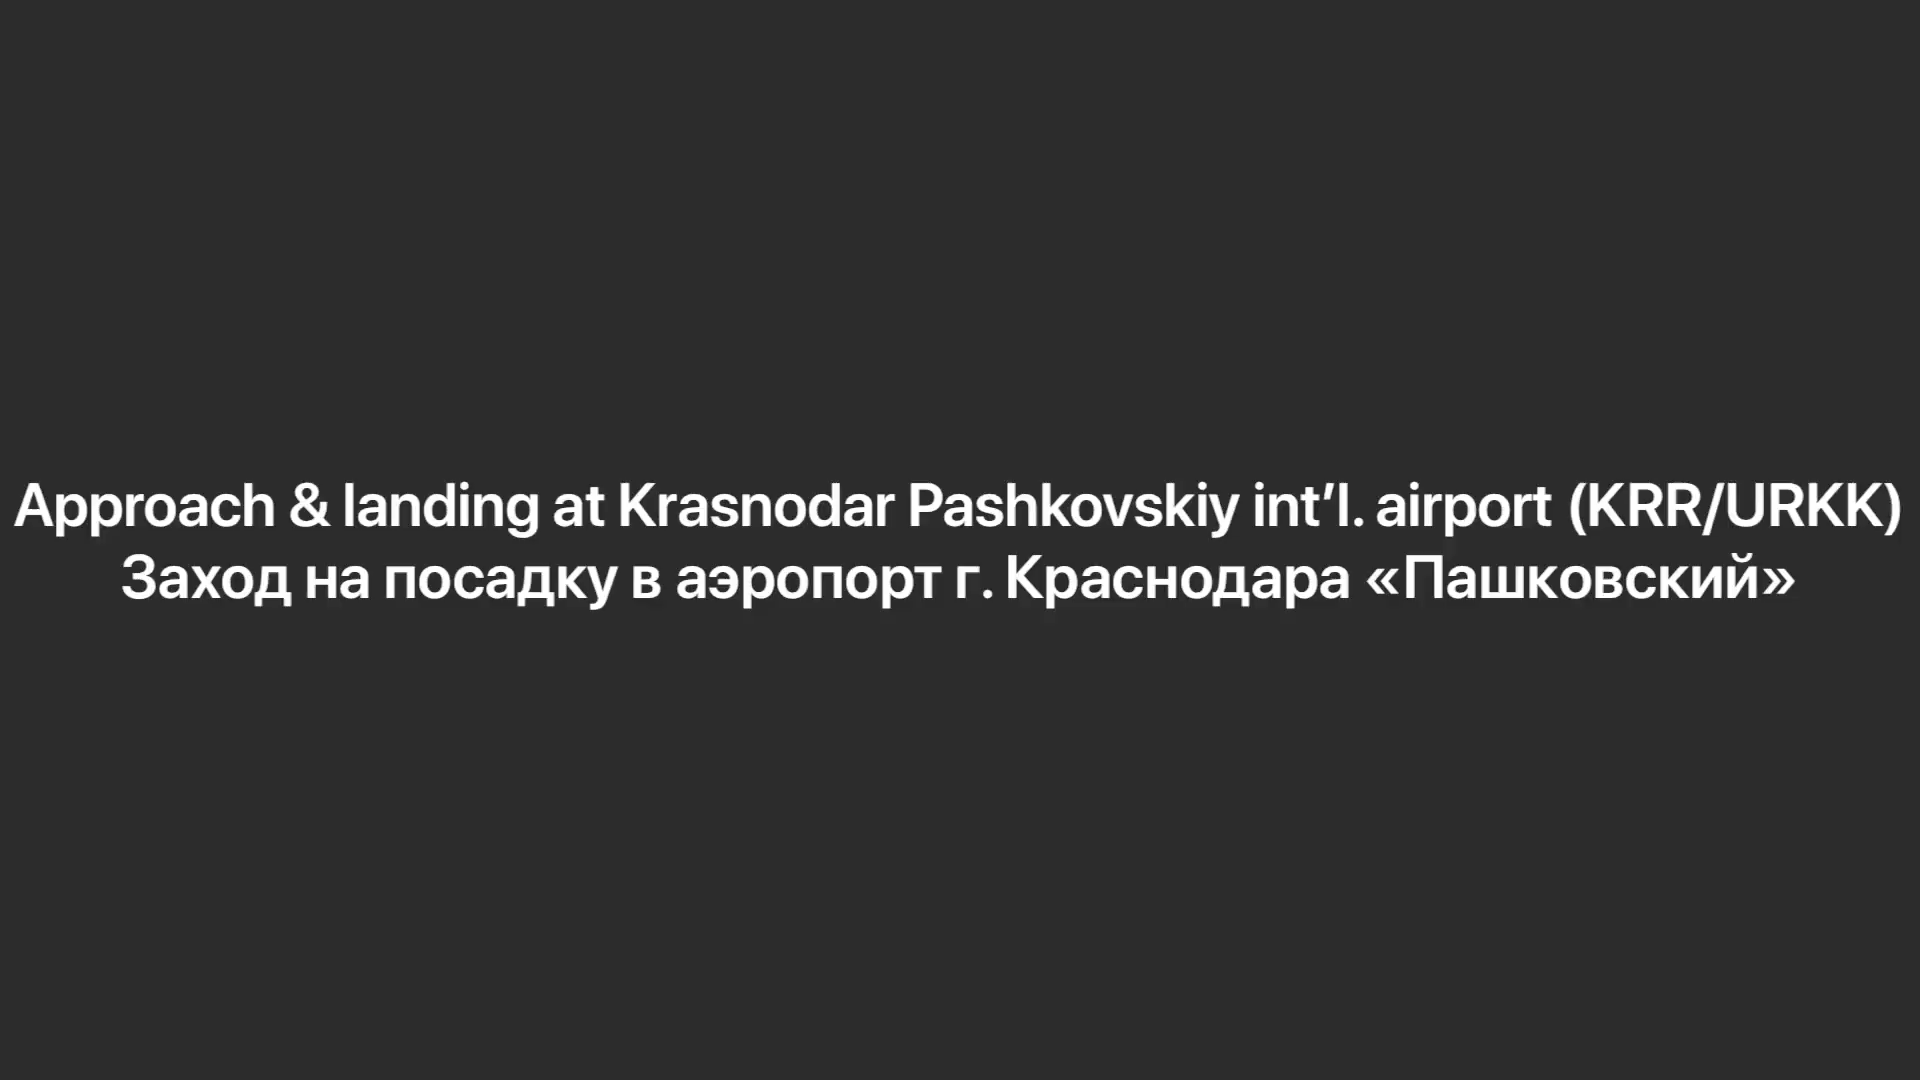 Approach & landing at Krasnodar Pashkovskiy int’l. airport (KRR/URKK)
Заход на посадку в аэропорт г. Краснодара «Пашковский»